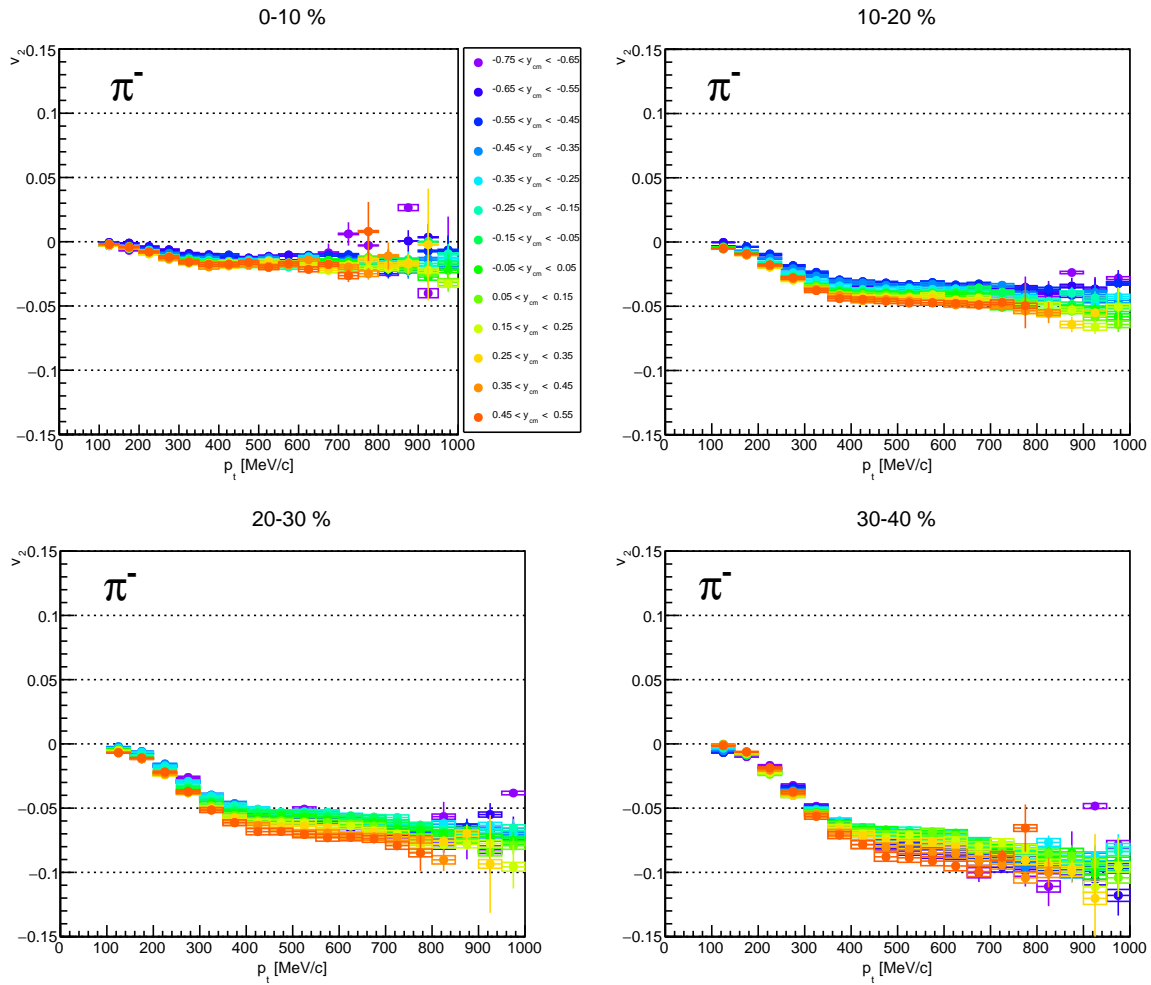 0-10 %
v2
0.15
0.1
0.05
0
−0.05
−0.1
−0.15
π-
0 100 200 300 400 500 600 700 800 900 1000
pt [MeV/c]
-0.75 < ycm < -0.65
-0.65 < ycm < -0.55
-0.55 < ycm < -0.45
-0.45 < ycm < -0.35
-0.35 < ycm < -0.25
-0.25 < ycm < -0.15
-0.15 < ycm < -0.05
-0.05 < ycm < 0.05
0.05 < ycm < 0.15
0.15 < ycm < 0.25
0.25 < ycm < 0.35
0.35 < ycm < 0.45
0.45 < ycm < 0.55
10-20 %
v2
0.15
0.1
0.05
0
−0.05
−0.1
−0.15
π-
0 100 200 300 400 500 600 700 800 900 1000
pt [MeV/c]
20-30 %
v2
0.15
0.1
0.05
0
−0.05
−0.1
−0.15
π-
0 100 200 300 400 500 600 700 800 900 1000
pt [MeV/c]
30-40 %
v2
0.15
0.1
0.05
0
−0.05
−0.1
−0.15
π-
0 100 200 300 400 500 600 700 800 900 1000
pt [MeV/c]